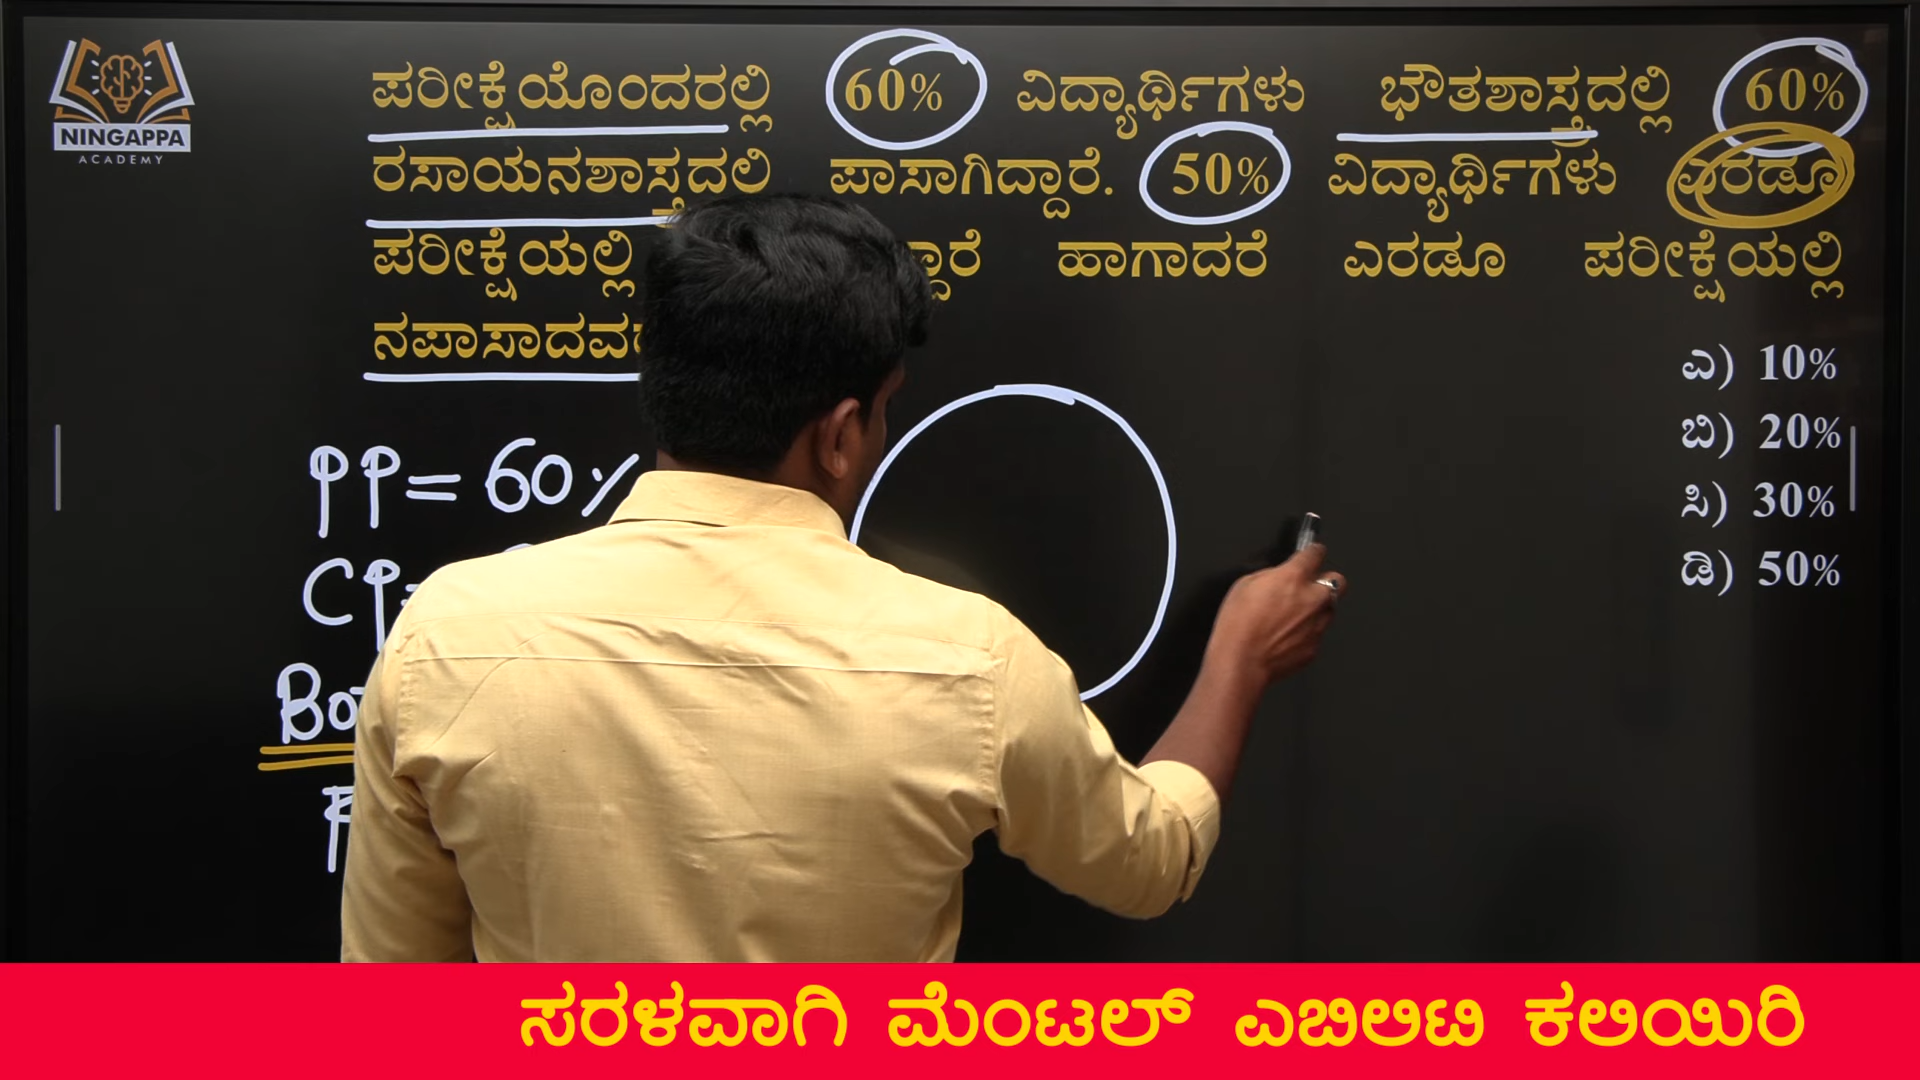 NINGAPPA
ACADEMY
ಪರೀಕ್ಷೆಯೊಂದರಲ್ಲಿ 60% ವಿದ್ಯಾರ್ಥಿಗಳು ಭೌತಶಾಸ್ತ್ರದಲ್ಲಿ 60%
ರಸಾಯನಶಾಸ್ತ್ರದಲ್ಲಿ ಪಾಸಾಗಿದ್ದಾರೆ. 50% ವಿದ್ಯಾರ್ಥಿಗಳು ಎರಡೂ
ಪರೀಕ್ಷೆಯಲ್ಲಿ ಹಾಗಾದರೆ ಎರಡೂ ಪರೀಕ್ಷೆಯಲ್ಲಿ
ಎ) 10%
ಬಿ) 20%
ಸಿ) 30%
ಡಿ) 50%
PP = 60%
CP=
ಸರಳವಾಗಿ ಮೆಂಟಲ್ ಎಬಿಲಿಟಿ ಕಲಿಯಿರಿ